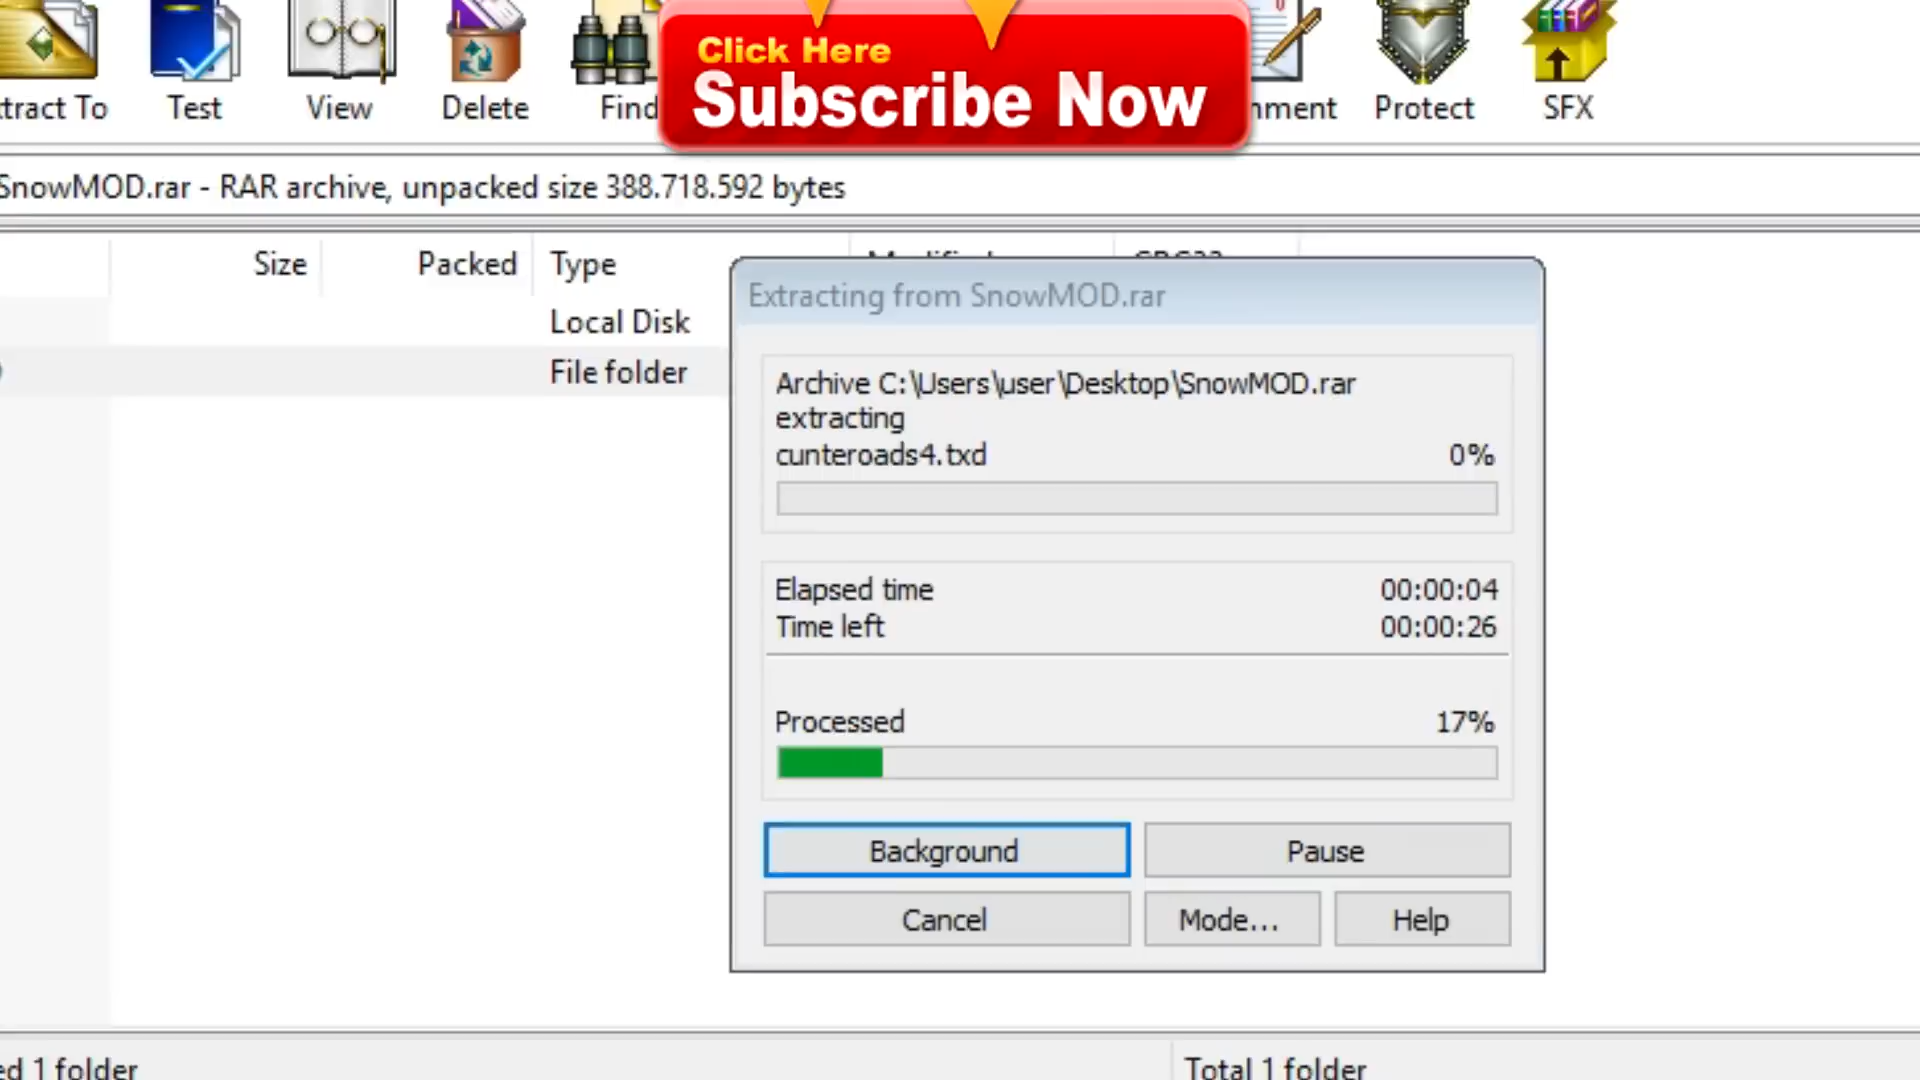 Click Here
Subscribe Now
tract To
Test
View
Delete
Find
mment
Protect
SFX
SnowMOD.rar - RAR archive, unpacked size 388.718.592 bytes
Size
Packed
Type
Local Disk
File folder
Extracting from SnowMOD.rar
Archive C:\Users\user\Desktop\SnowMOD.rar
extracting
cunteroads4.txd 0%
Elapsed time 00:00:04
Time left 00:00:26
Processed 17%
Background
Pause
Cancel
Mode...
Help
ed 1 folder
Total 1 folder